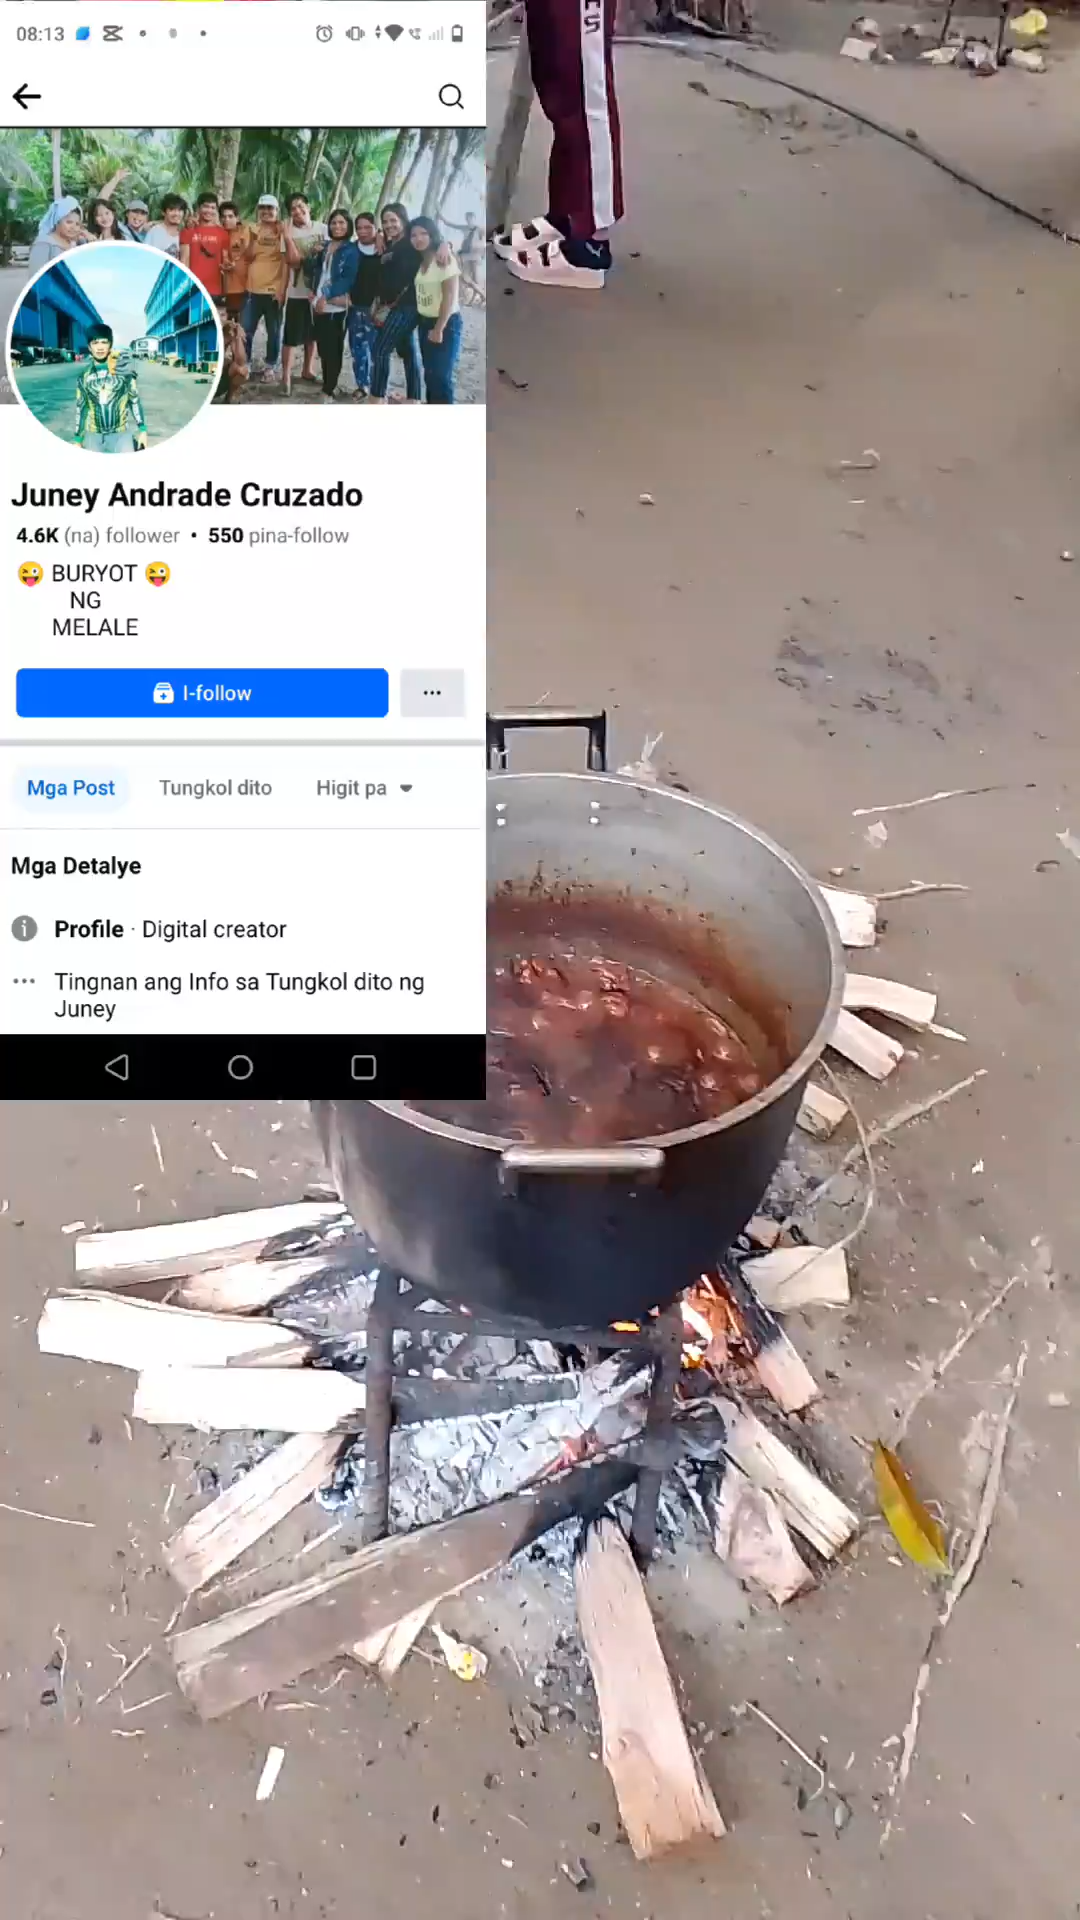 08:13
Juney Andrade Cruzado
4.6K (na) follower • 550 pina-follow
😜 BURYOT 😜
NG
MELALE
I-follow
Mga Post Tungkol dito Higit pa
Mga Detalye
Profile · Digital creator
Tingnan ang Info sa Tungkol dito ng
Juney